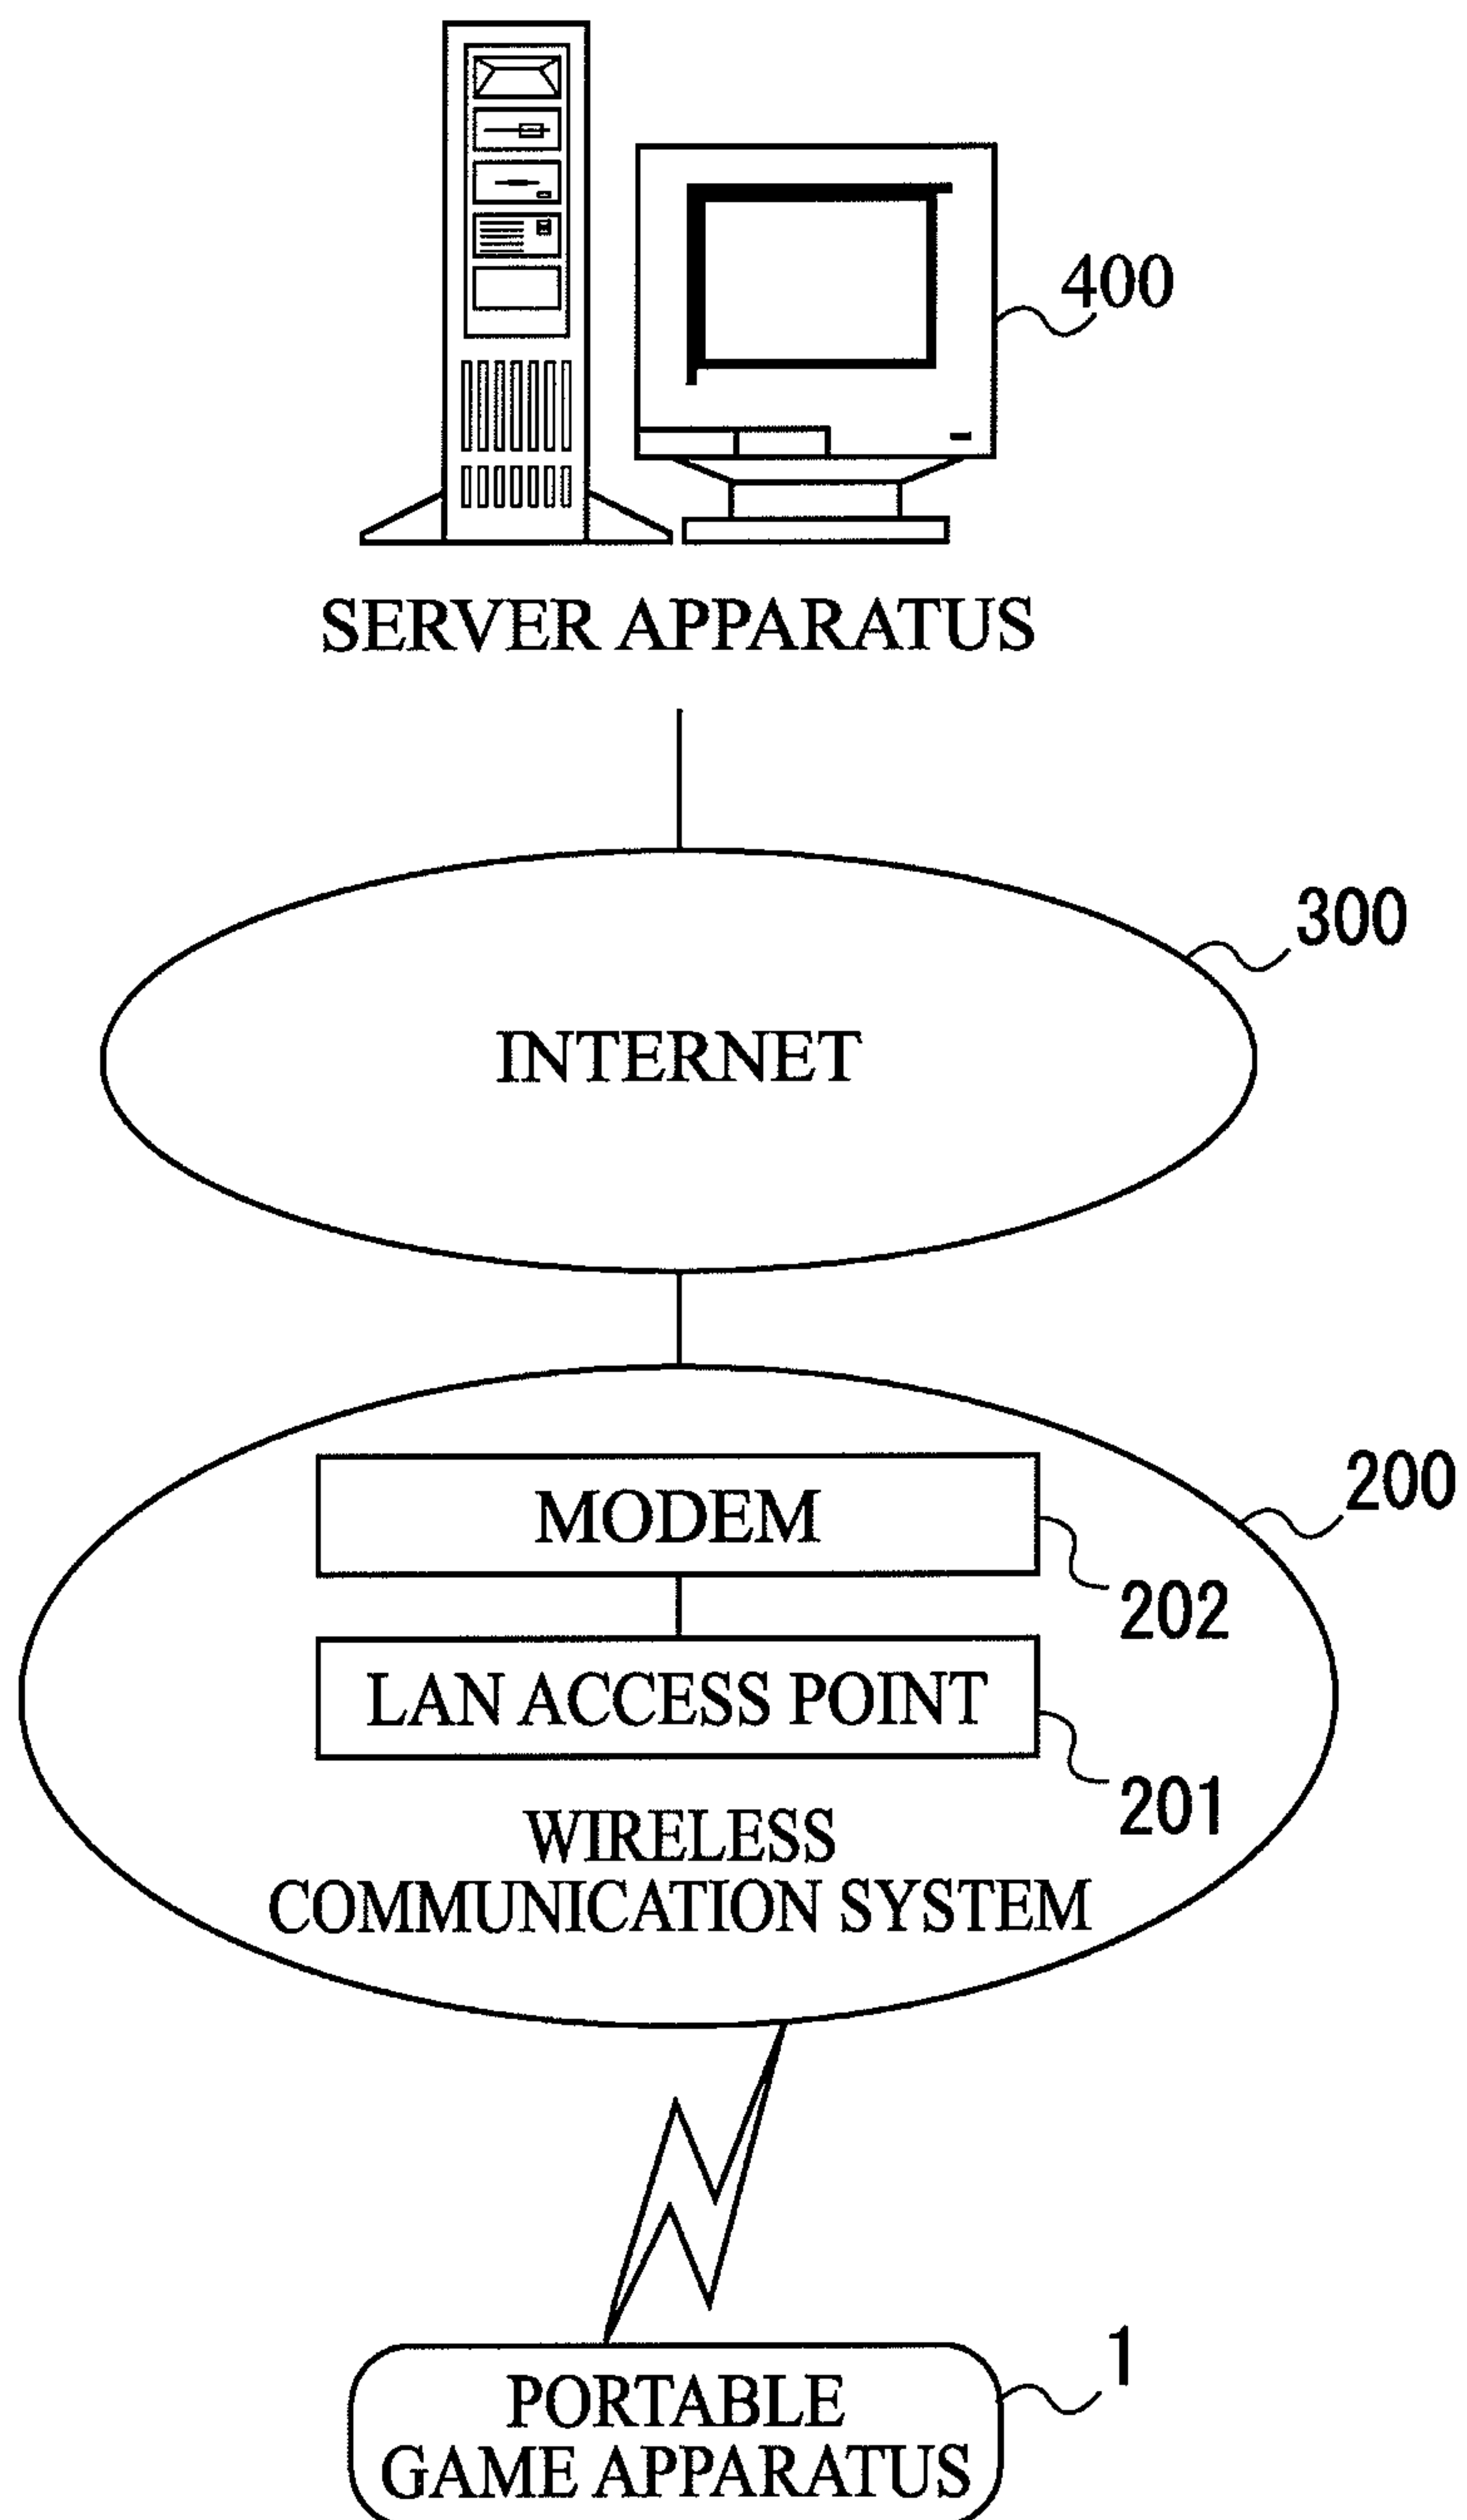 400
SERVER APPARATUS
300
INTERNET
200
MODEM
202
LAN ACCESS POINT
201
WIRELESS
COMMUNICATION SYSTEM
1
PORTABLE
GAME APPARATUS